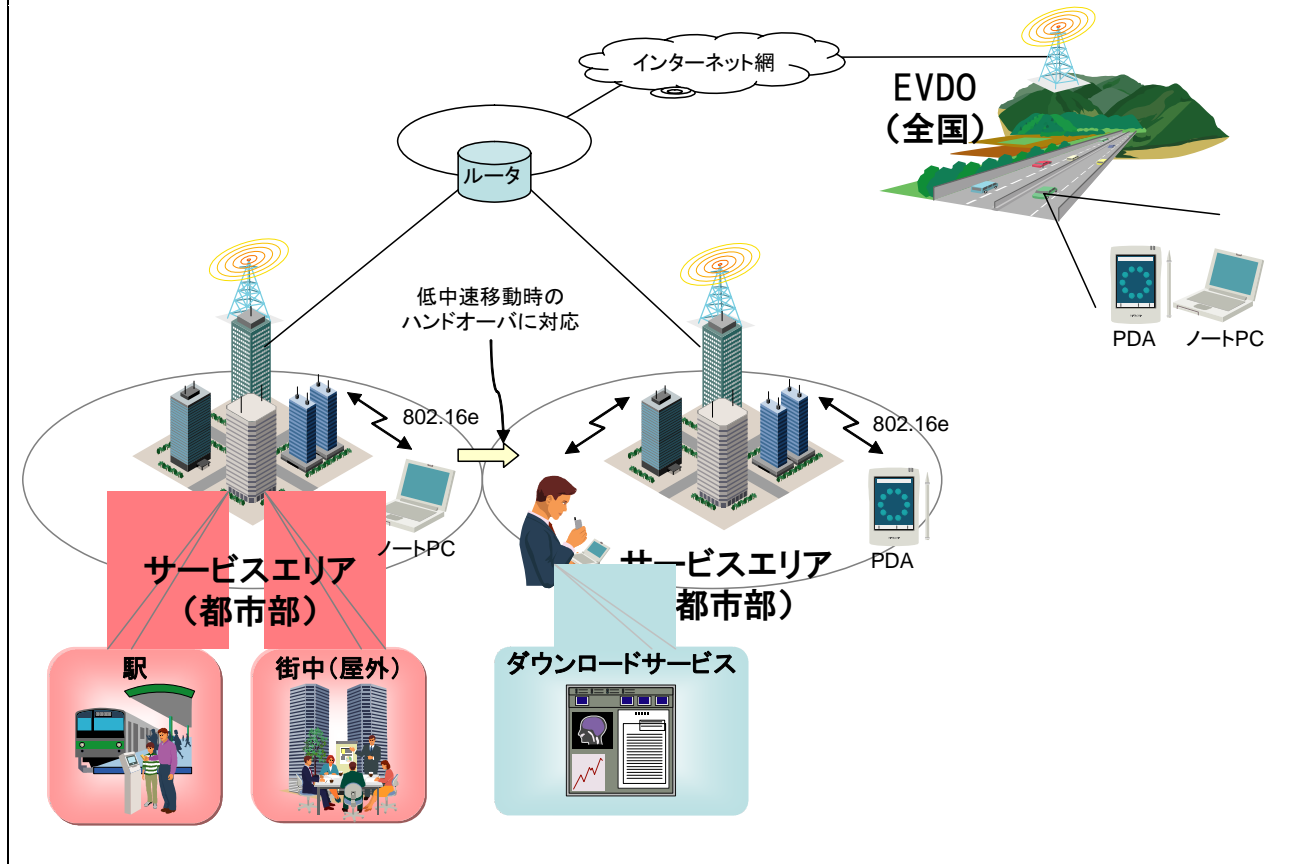 インターネット網
EVDO
（全国）
ルータ
低中速移動時の
ハンドオーバに対応
PDA
ノートPC
802.16e
802.16e
ノートPC
PDA
サービスエリア
（都市部）
サービスエリア
都市部）
駅
街中（屋外）
ダウンロードサービス